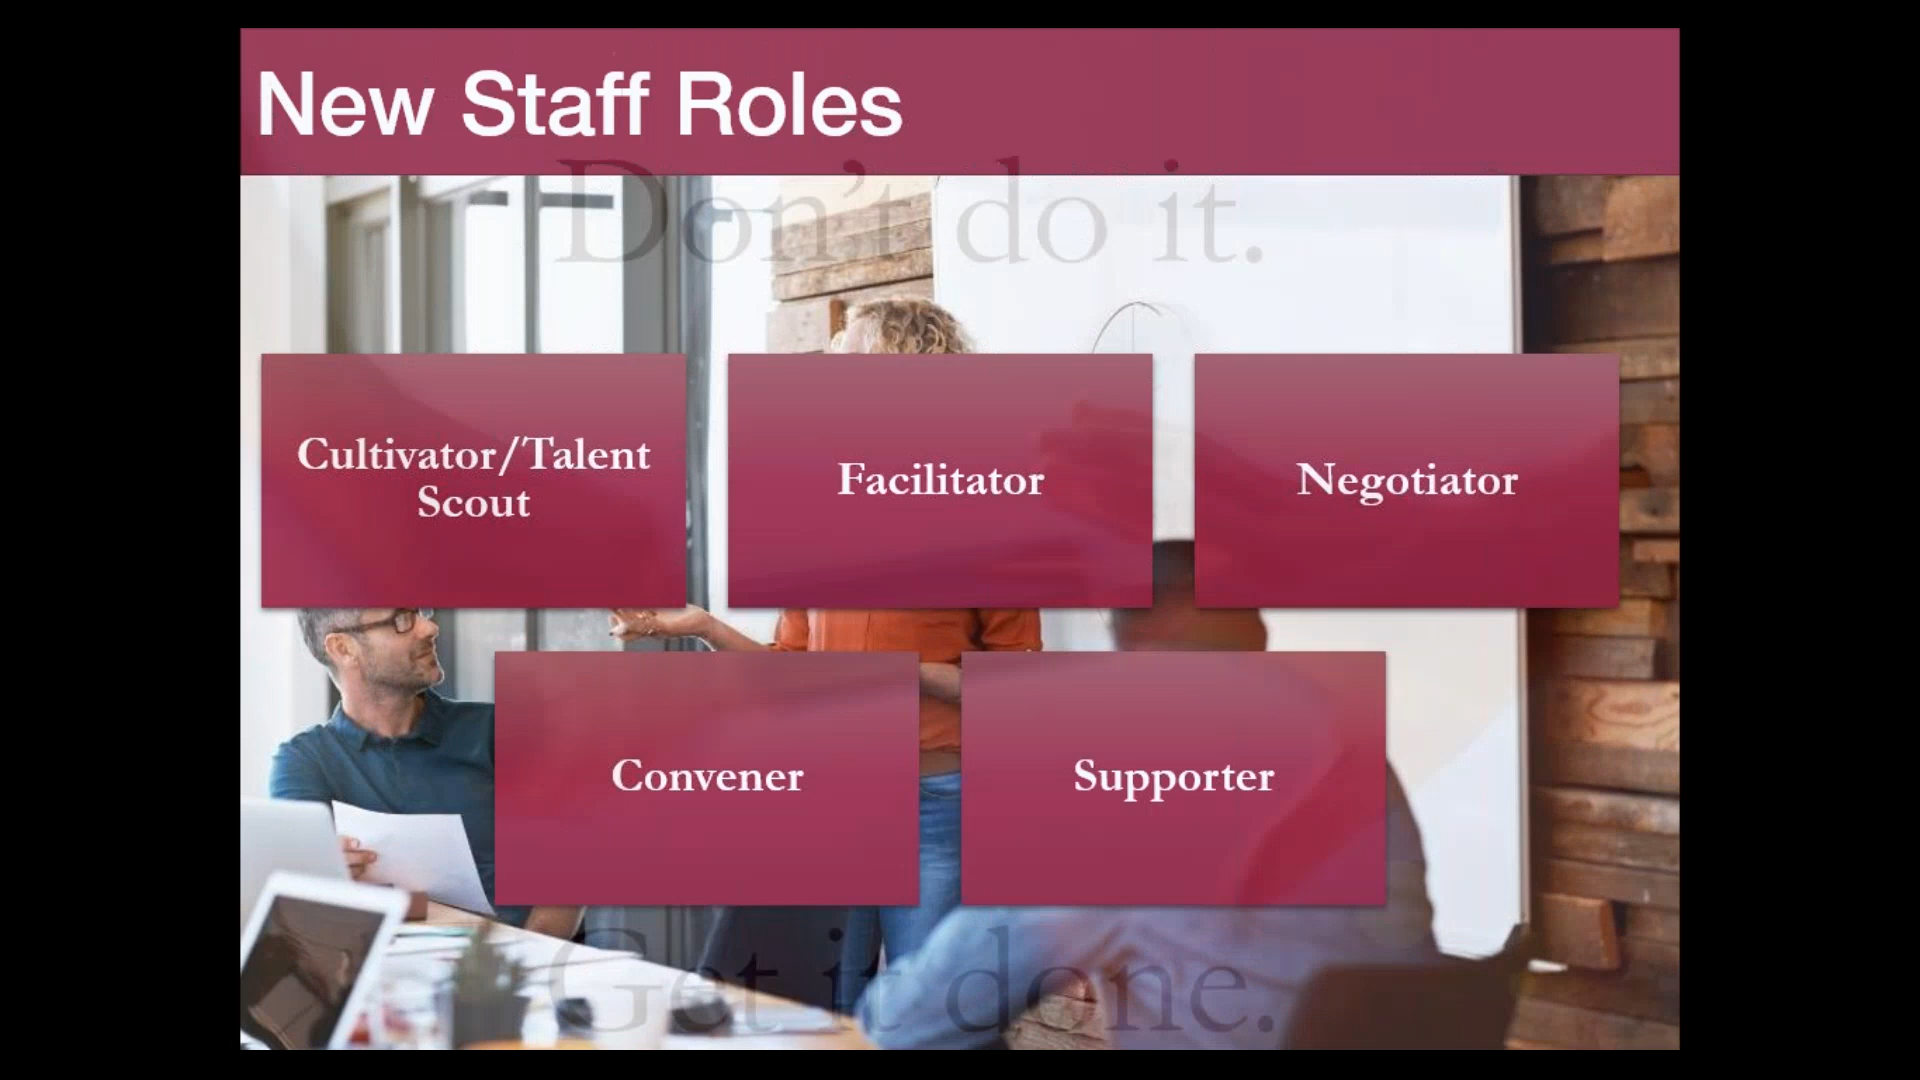 New Staff Roles
Don't do it.
Cultivator/Talent
Scout
Facilitator
Negotiator
Convener
Supporter
Get it done.